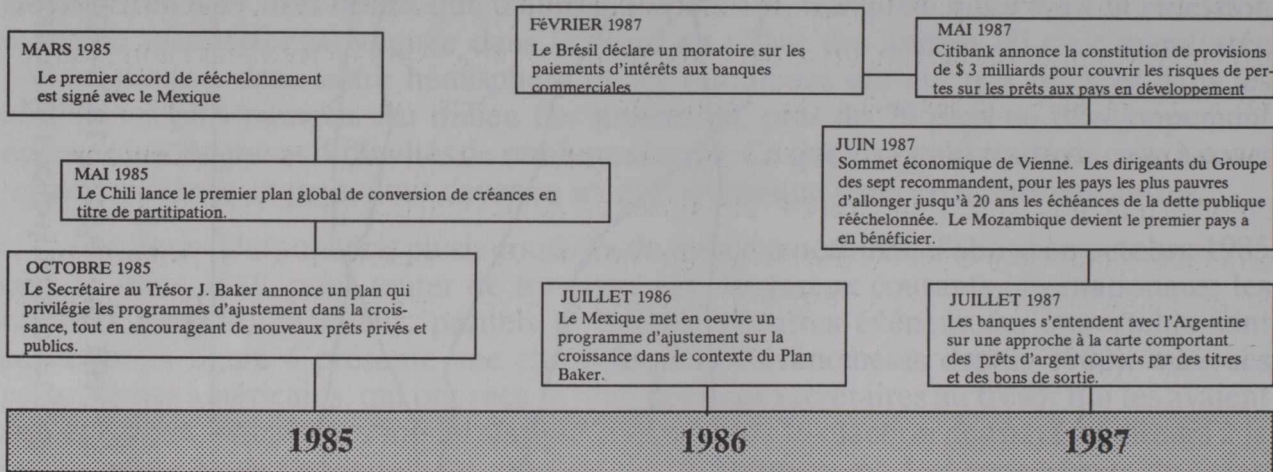 MARS 1985
Le premier accord de rééchelonnement
est signé avec le Mexique
MAI 1985
Le Chili lance le premier plan global de conversion de créances en
titre de partitipation.
OCTOBRE 1985
Le Secrétaire au Trésor J. Baker annonce un plan qui
privilégie les programmes d'ajustement dans la crois-
sance, tout en encourageant de nouveaux prêts privés et
publics.
FéVRIER 1987
Le Brésil déclare un moratoire sur les
paiements d'intérêts aux banques
commerciales
MAI 1987
Citibank annonce la constitution de provisions
de $ 3 milliards pour couvrir les risques de per-
tes sur les prêts aux pays en développement
JUIN 1987
Sommet économique de Vienne. Les dirigeants du Groupe
des sept recommandent, pour les pays les plus pauvres
d'allonger jusqu'à 20 ans les échéances de la dette publique
rééchelonnée. Le Mozambique devient le premier pays a
en bénéficier.
JUILLET 1986
Le Mexique met en oeuvre un
programme d'ajustement sur la
croissance dans le contexte du Plan
Baker.
JUILLET 1987
Les banques s'entendent avec l'Argentine
sur une approche à la carte comportant
des prêts d'argent couverts par des titres
et des bons de sortie.
1985
1986
1987